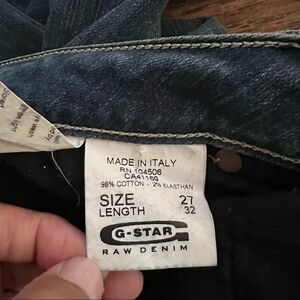 MADE IN ITALY
RN 104506
CA41169
98% COTTON - 2% ELASTHAN
SIZE 27
LENGTH 32
G-STAR
RAW DENIM